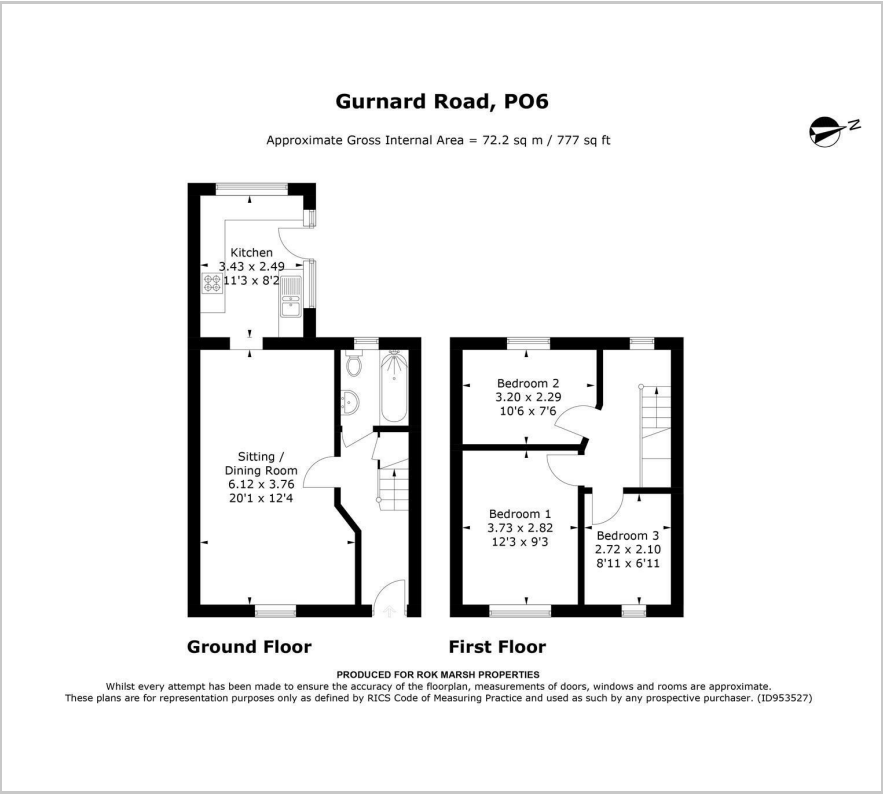 Gurnard Road, PO6
Approximate Gross Internal Area = 72.2 sq m / 777 sq ft
Z
Kitchen
3.43 x 2.49
11'3 x 8'2
Sitting /
Dining Room
6.12 x 3.76
20'1 x 12'4
Bedroom 2
3.20 x 2.29
10'6 x 7'6
Bedroom 1
3.73 x 2.82
12'3 x 9'3
Bedroom 3
2.72 x 2.10
8'11 x 6'11
Ground Floor
First Floor
PRODUCED FOR ROK MARSH PROPERTIES
Whilst every attempt has been made to ensure the accuracy of the floorplan, measurements of doors, windows and rooms are approximate.
These plans are for representation purposes only as defined by RICS Code of Measuring Practice and used as such by any prospective purchaser. (ID953527)